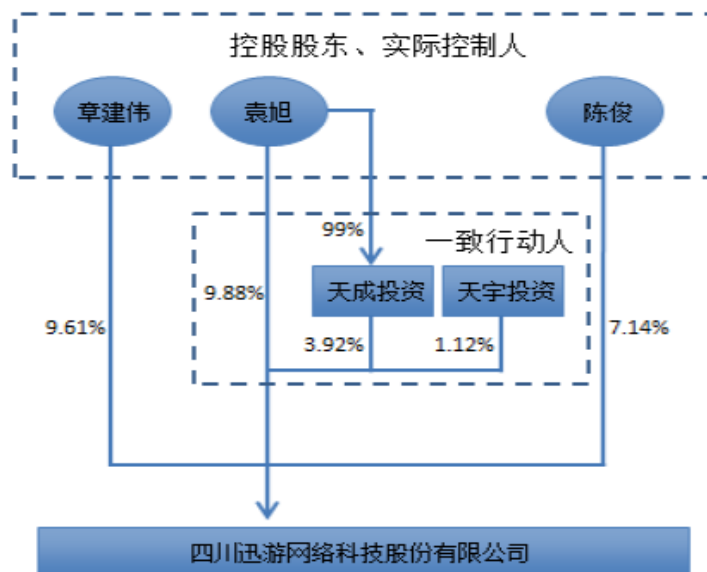 控股股东、实际控制人
章建伟
袁旭
陈俊
99%
一致行动人
9.88%
天成投资
天宇投资
9.61%
3.92%
1.12%
7.14%
四川迅游网络科技股份有限公司